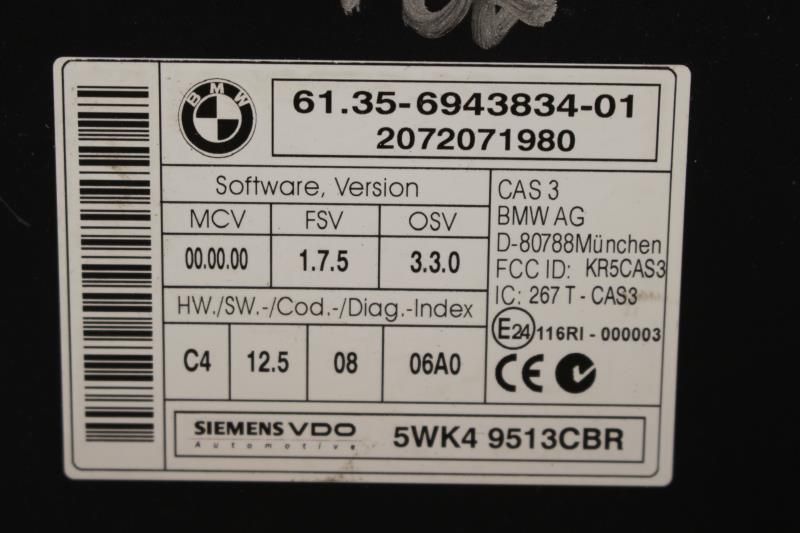 BMW
61.35-6943834-01
2072071980
Software, Version
MCV FSV OSV
00.00.00 1.7.5 3.3.0
HW./SW.-/Cod.-/Diag.-Index
C4 12.5 08 06A0
CAS 3
BMW AG
D-80788München
FCC ID: KR5CAS3
IC: 267 T - CAS3
E24 116RI - 000003
CE
SIEMENS VDO
Automotive
5WK4 9513CBR